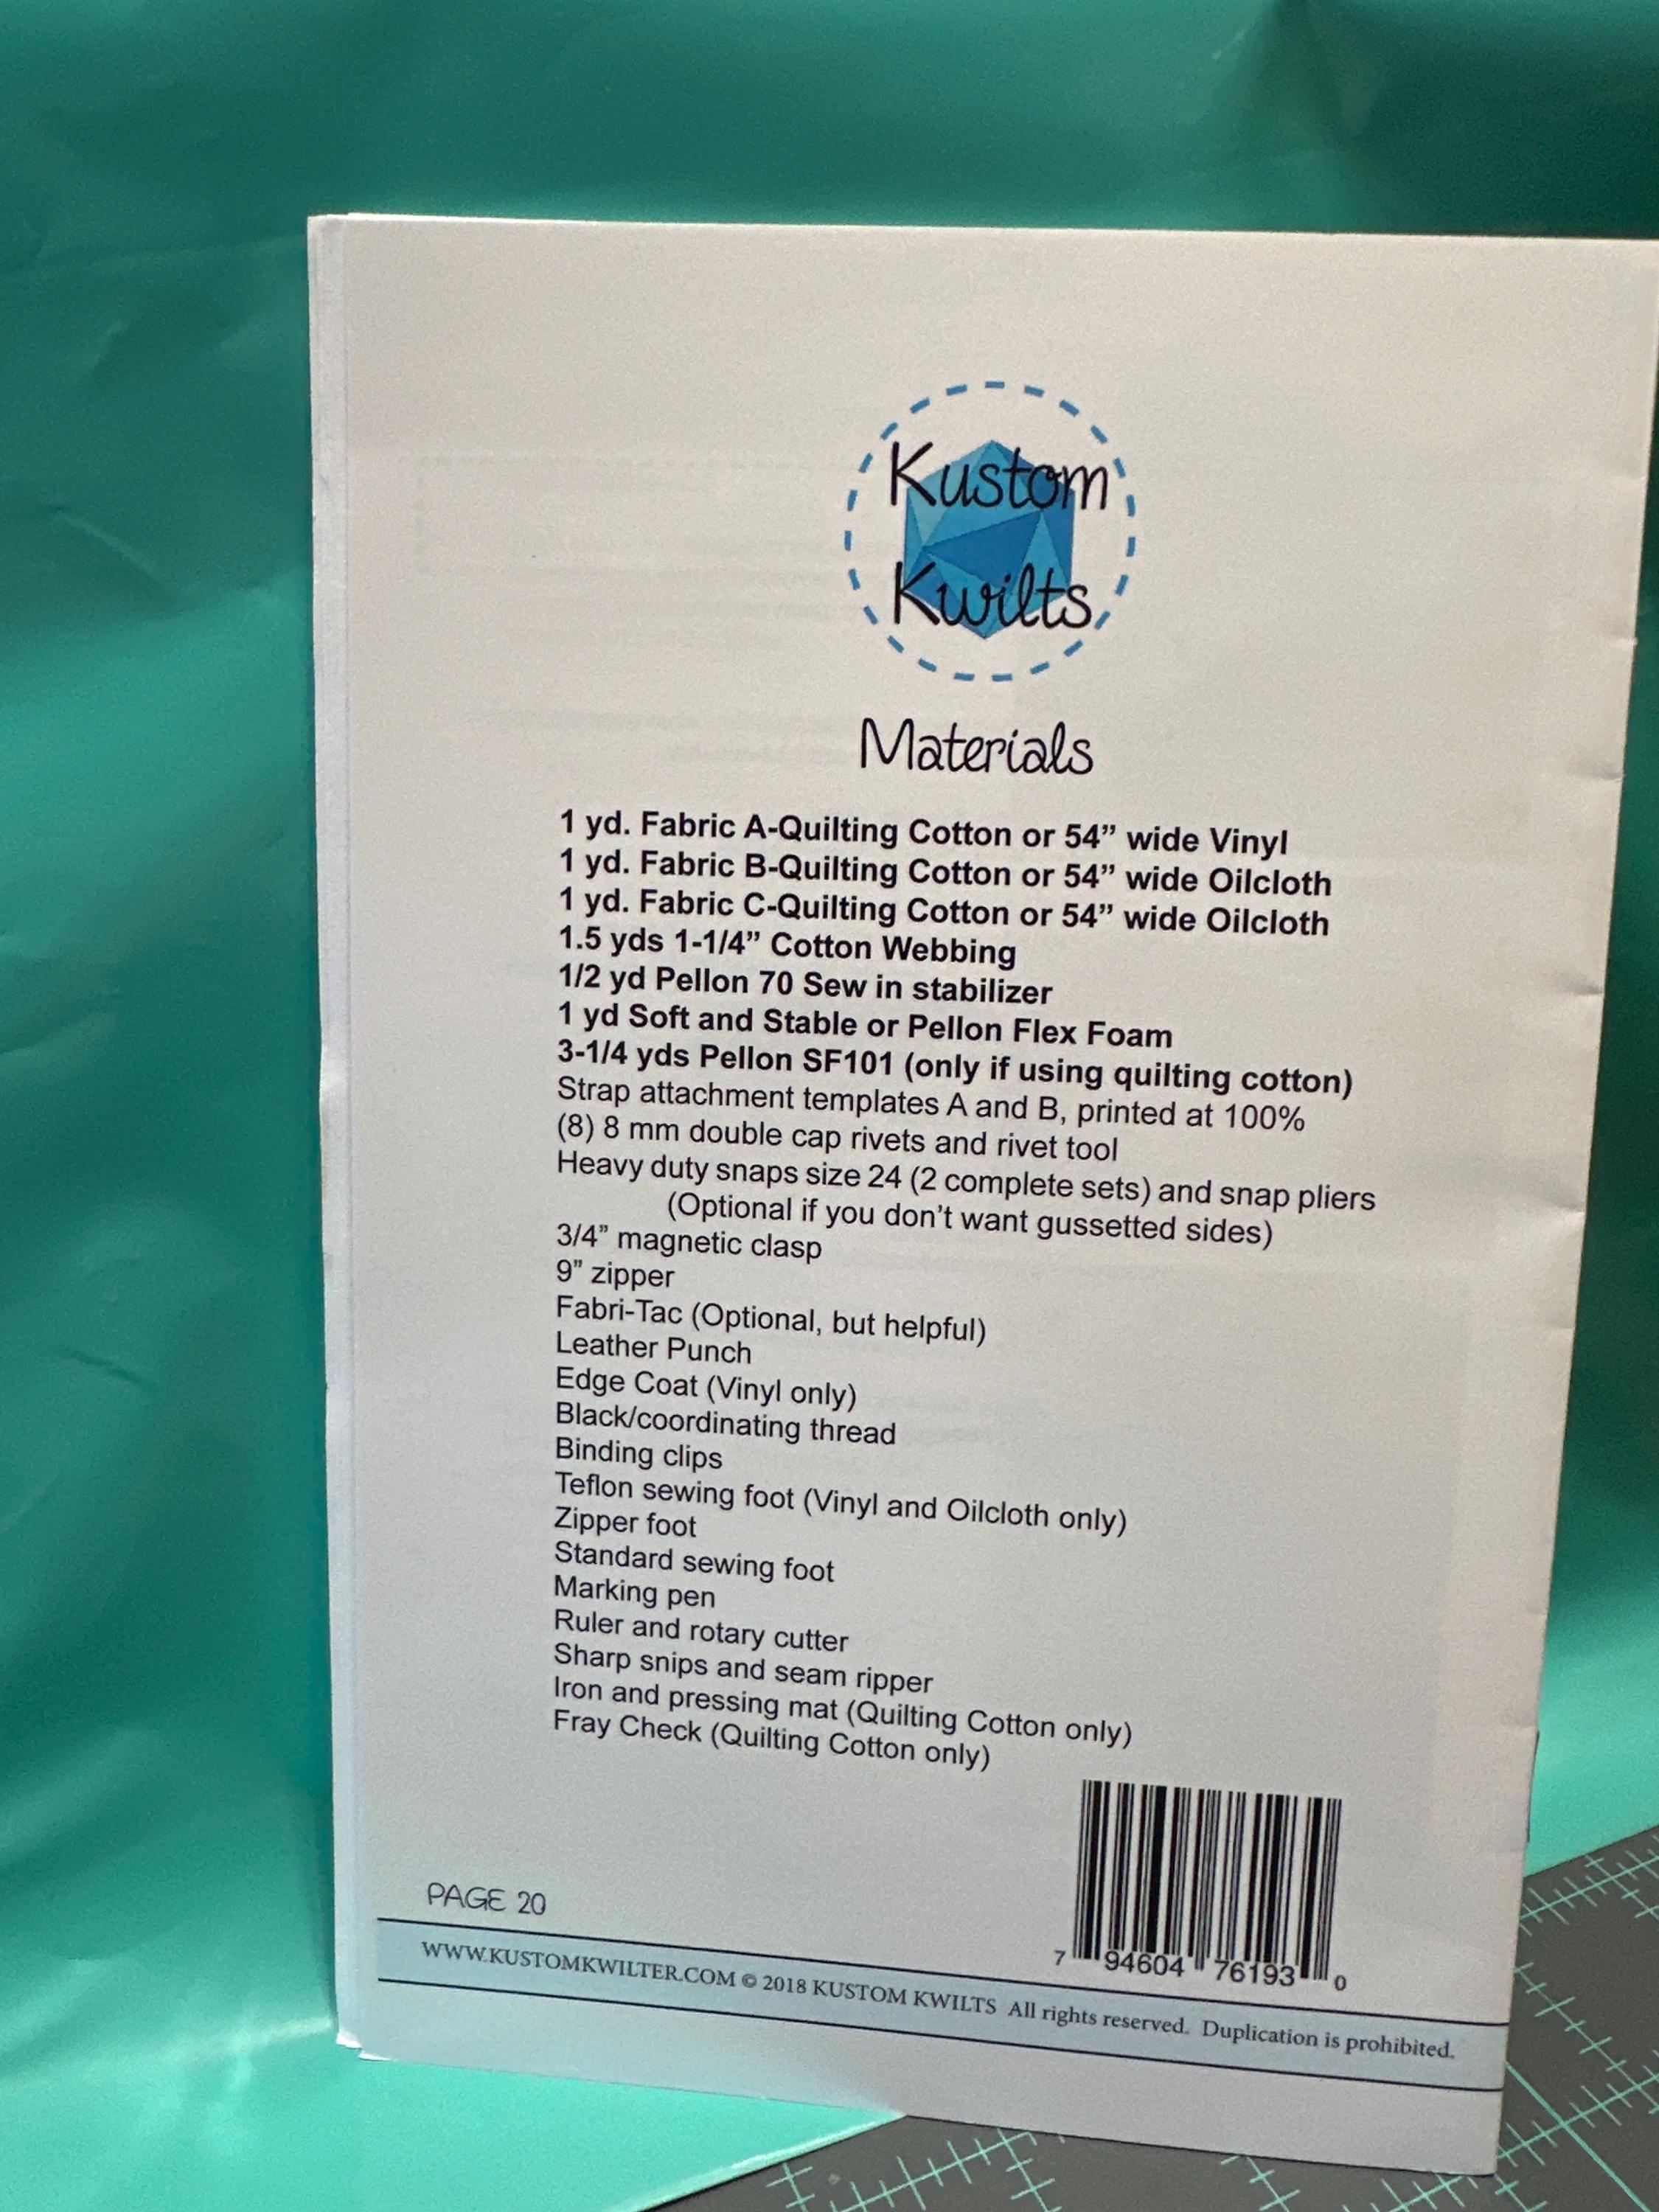 Kustom
Kwilts
Materials
1 yd. Fabric A-Quilting Cotton or 54” wide Vinyl
1 yd. Fabric B-Quilting Cotton or 54” wide Oilcloth
1 yd. Fabric C-Quilting Cotton or 54” wide Oilcloth
1.5 yds 1-1/4” Cotton Webbing
1/2 yd Pellon 70 Sew in stabilizer
1 yd Soft and Stable or Pellon Flex Foam
3-1/4 yds Pellon SF101 (only if using quilting cotton)
Strap attachment templates A and B, printed at 100%
(8) 8 mm double cap rivets and rivet tool
Heavy duty snaps size 24 (2 complete sets) and snap pliers
(Optional if you don’t want gussetted sides)
3/4” magnetic clasp
9” zipper
Fabri-Tac (Optional, but helpful)
Leather Punch
Edge Coat (Vinyl only)
Black/coordinating thread
Binding clips
Teflon sewing foot (Vinyl and Oilcloth only)
Zipper foot
Standard sewing foot
Marking pen
Ruler and rotary cutter
Sharp snips and seam ripper
Iron and pressing mat (Quilting Cotton only)
Fray Check (Quilting Cotton only)
7 94604 76193 0
PAGE 20
WWW.KUSTOMKWILTER.COM © 2018 KUSTOM KWILTS All rights reserved. Duplication is prohibited.